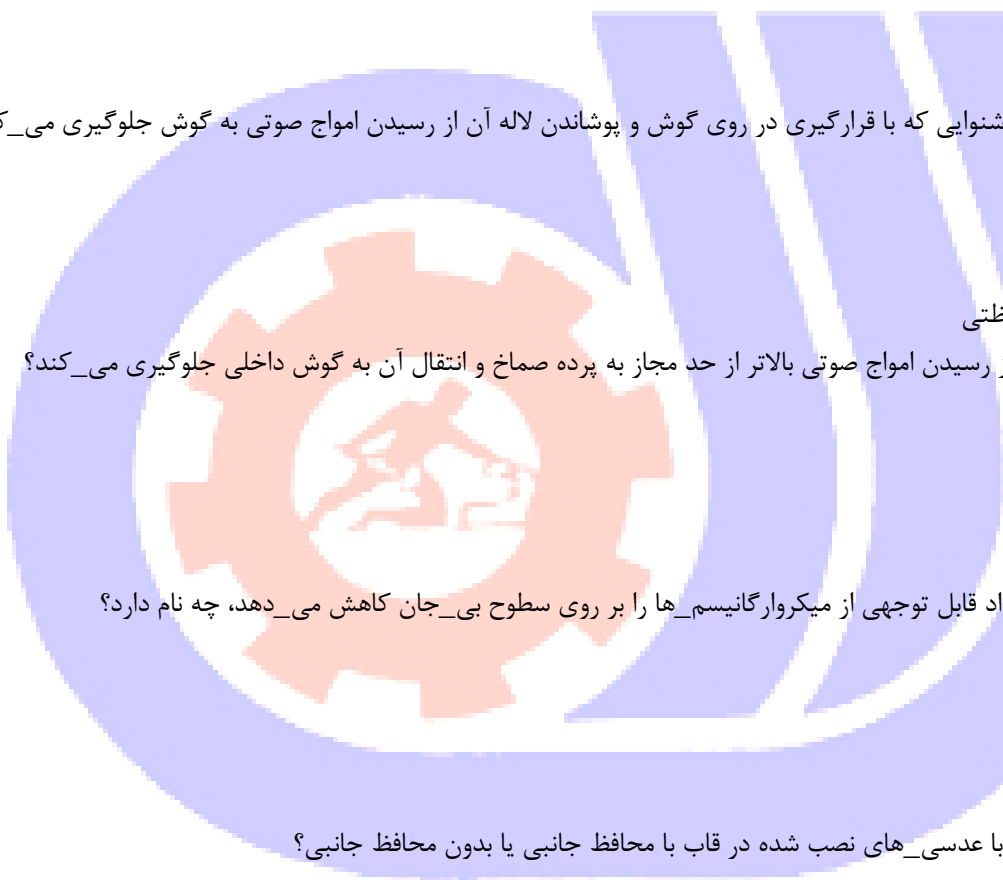 شنوایی که با قرارگیری در روی گوش و پوشاندن لاله آن از رسیدن امواج صوتی به گوش جلوگیری می_ک
ظتی
رسیدن امواج صوتی بالاتر از حد مجاز به پرده صماخ و انتقال آن به گوش داخلی جلوگیری می_کند؟
اد قابل توجهی از میکروارگانیسم_ها را بر روی سطوح بی_جان کاهش می_دهد، چه نام دارد؟
با عدسی_های نصب شده در قاب با محافظ جانبی یا بدون محافظ جانبی؟